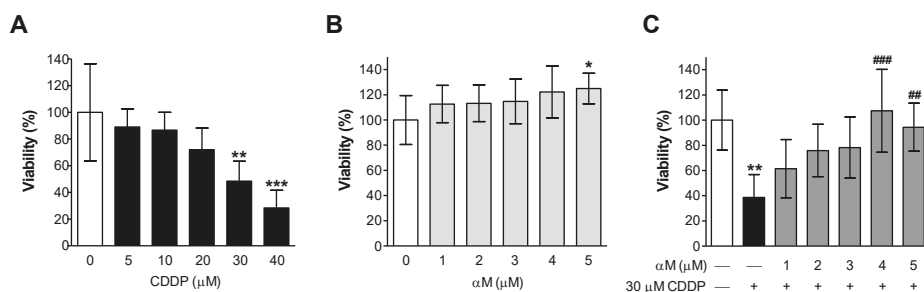 A
Viability (%)
140
120
100
80
60
40
20
0
**
***
0 5 10 20 30 40
CDDP (μM)
B
Viability (%)
140
120
100
80
60
40
20
0
*
0 1 2 3 4 5
αM (μM)
C
Viability (%)
140
120
100
80
60
40
20
0
**
###
##
αM (μM) — — 1 2 3 4 5
30 μM CDDP — + + + + + +